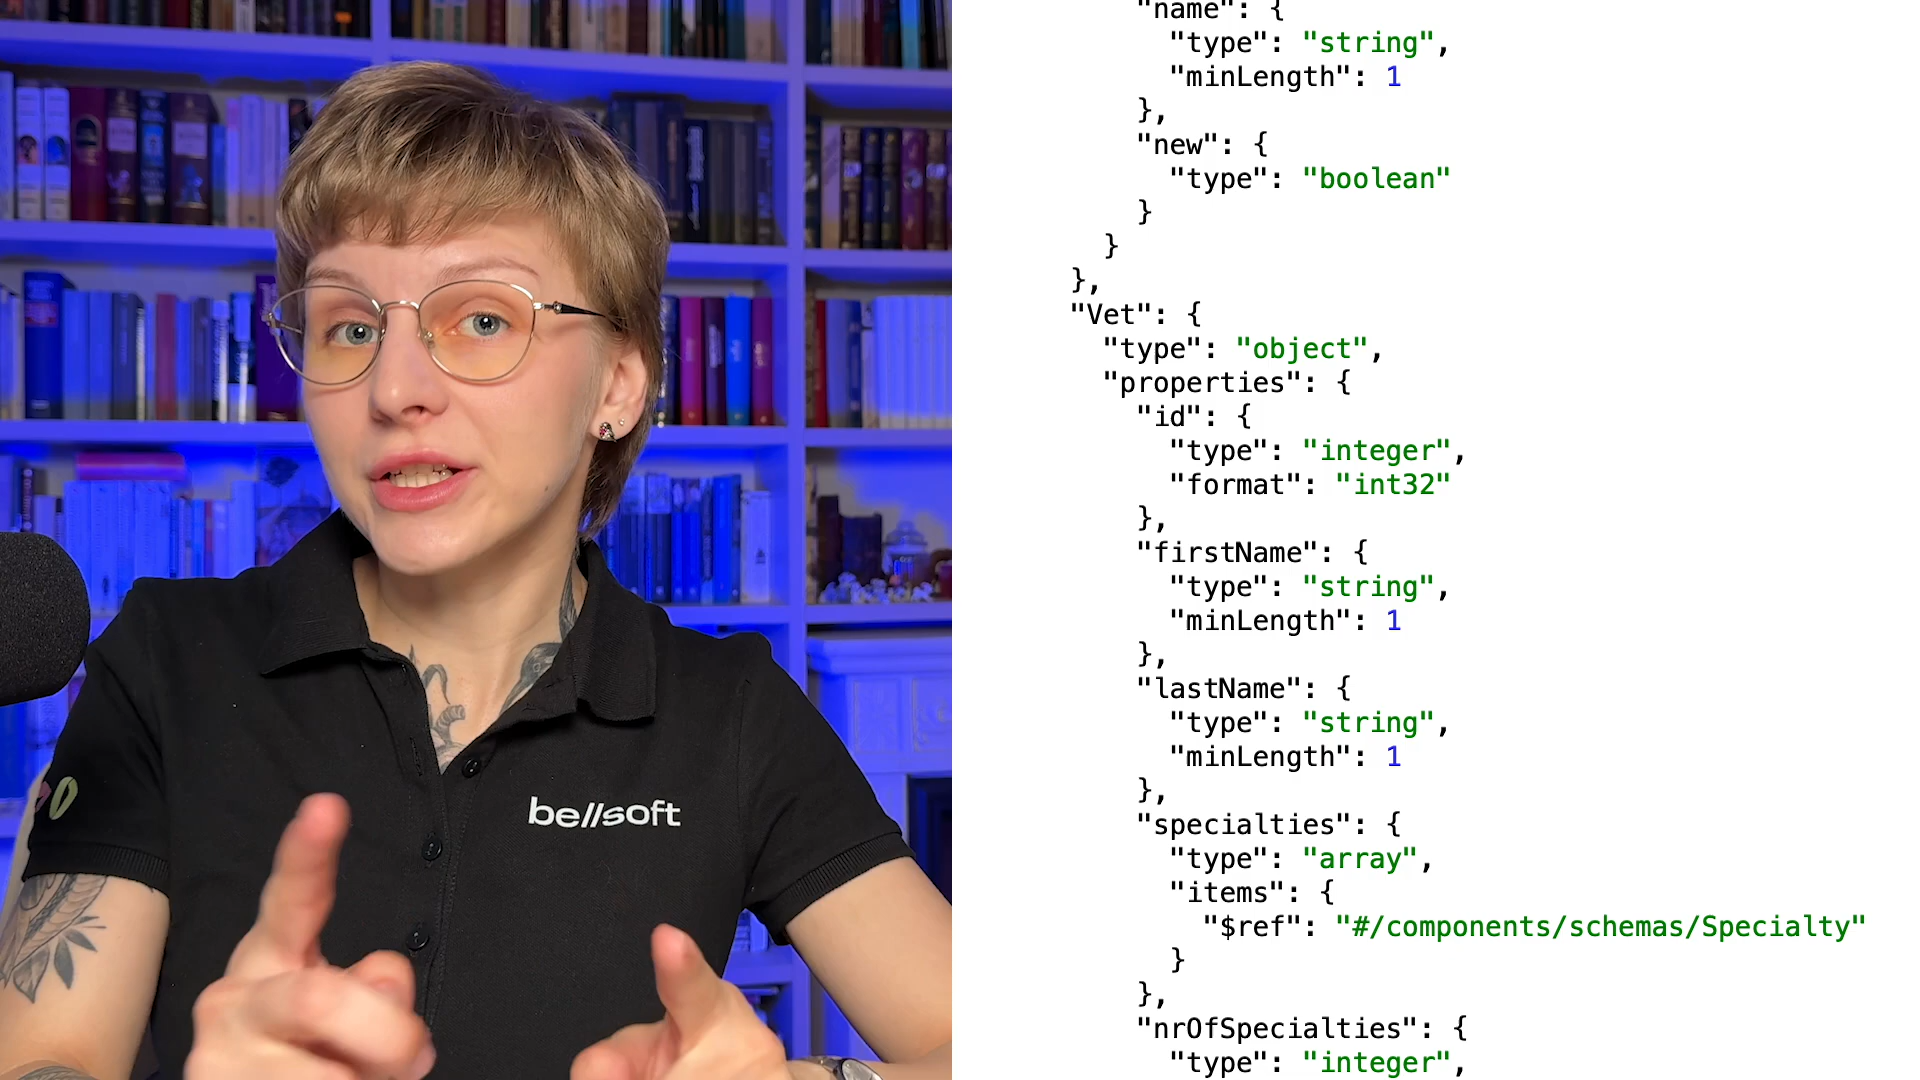 be//soft
"name": {
"type": "string",
"minLength": 1
},
"new": {
"type": "boolean"
}
}
},
"Vet": {
"type": "object",
"properties": {
"id": {
"type": "integer",
"format": "int32"
},
"firstName": {
"type": "string",
"minLength": 1
},
"lastName": {
"type": "string",
"minLength": 1
},
"specialties": {
"type": "array",
"items": {
"$ref": "#/components/schemas/Specialty"
}
},
"nrOfSpecialties": {
"type": "integer",